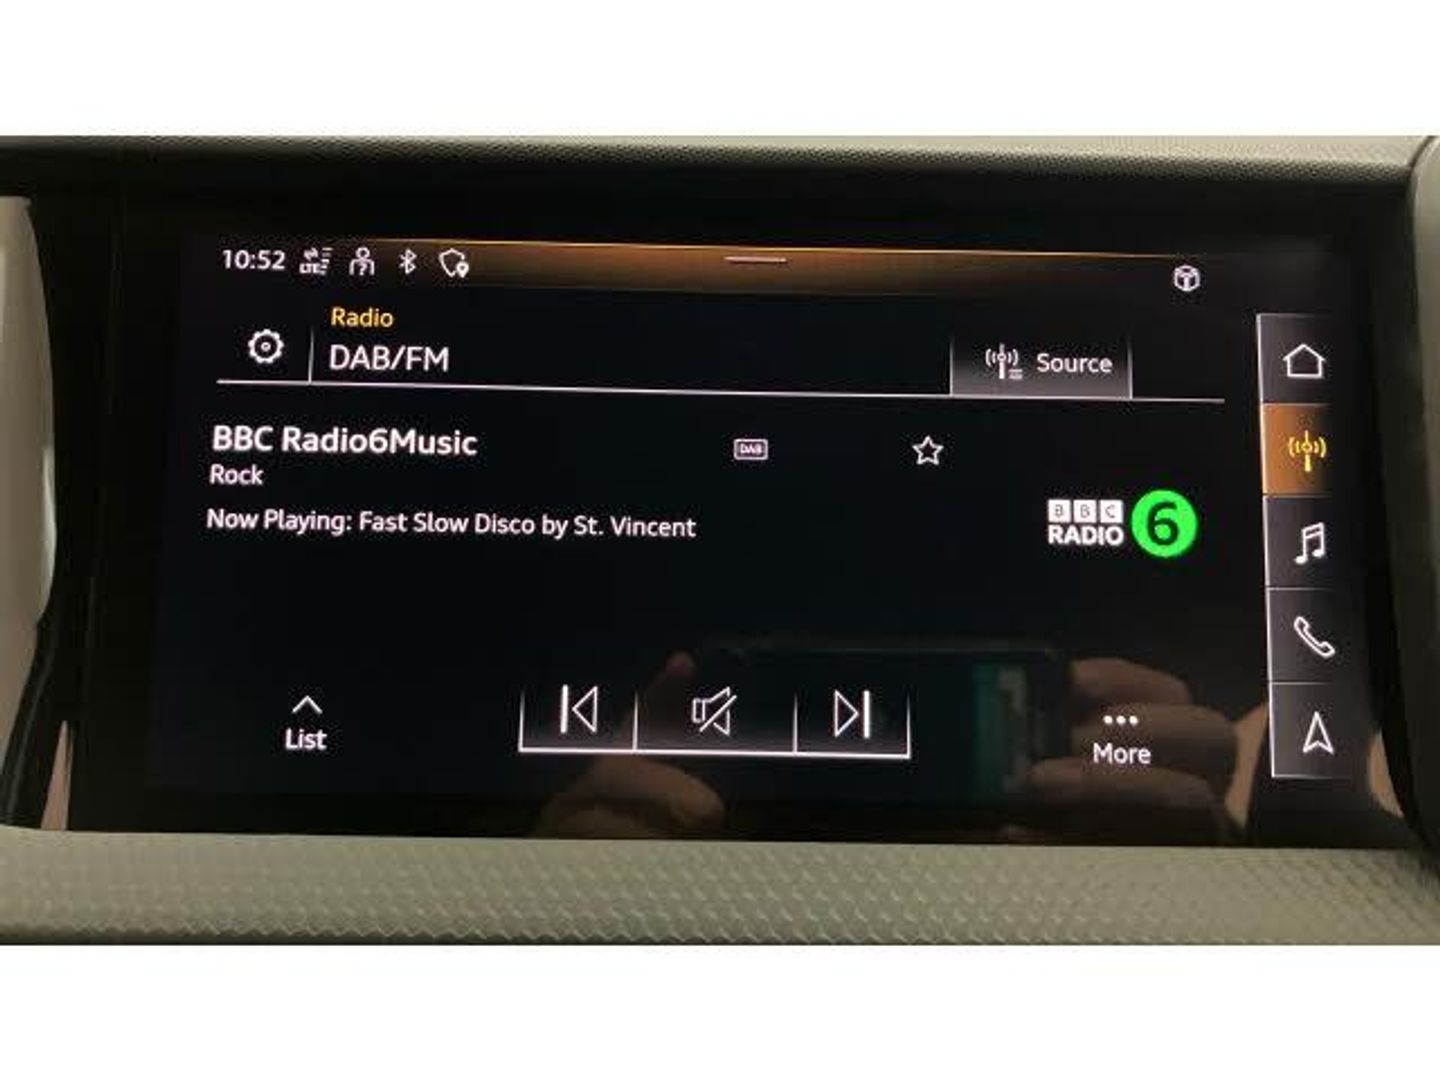 10:52 LTE
Radio
DAB/FM
Source
BBC Radio6Music
DAB
Rock
Now Playing: Fast Slow Disco by St. Vincent
BBC
RADIO 6
List
More